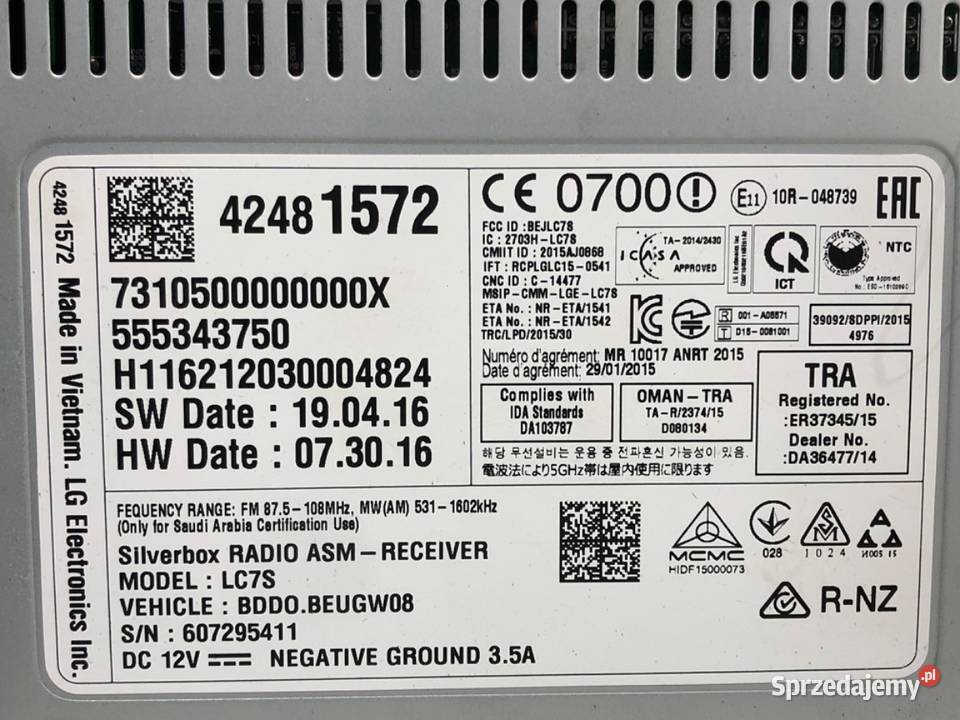 4248 1572 Made in Vietnam. LG Electronics Inc.
4248 1572
7310500000000X
555343750
H116212030004824
SW Date : 19.04.16
HW Date : 07.30.16
CE 0700
E11 10R-048739
EAC
FCC ID : BEJLC7S
IC : 2703H-LC7S
CMIIT ID : 2015AJ0868
IFT : RCPLGLC15-0541
CNC ID : C-14477
MSIP-CMM-LGE-LC7S
ETA No. : NR-ETA/1541
ETA No. : NR-ETA/1542
TRC/LPD/2015/30
ICASA
TA-2014/2430
APPROVED
ICT
NTC
Type Approved
R 001-A06671
T D15-0081001
39092/SDPPI/2015
4976
Numéro d'agrément: MR 10017 ANRT 2015
Date d'agrément: 29/01/2015
Complies with
IDA Standards
DA103787
OMAN-TRA
TA-R/2374/15
D080134
TRA
Registered No.
:ER37345/15
Dealer No.
:DA36477/14
해당 무선설비는 운용 중 전파혼신 가능성이 있음.
電波法により5GHz帯は屋内使用に限ります
FEQUENCY RANGE: FM 87.5-108MHz, MW(AM) 531-1602kHz
(Only for Saudi Arabia Certification Use)
Silverbox RADIO ASM-RECEIVER
MODEL : LC7S
VEHICLE : BDDO.BEUGW08
S/N : 607295411
DC 12V NEGATIVE GROUND 3.5A
MCMC
HIDF15000073
028
1024
R-NZ
Sprzedajemy.pl